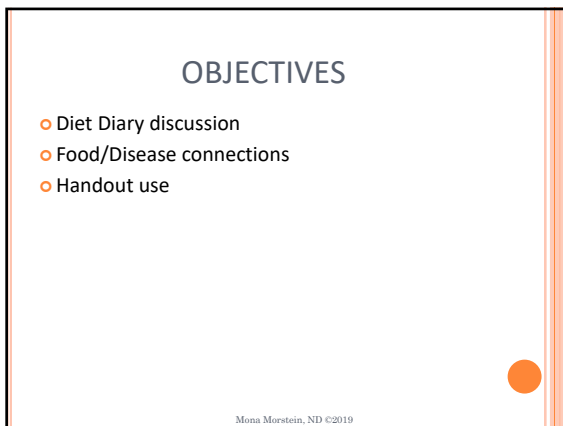 OBJECTIVES
Diet Diary discussion
Food/Disease connections
Handout use
Mona Morstein, ND ©2019